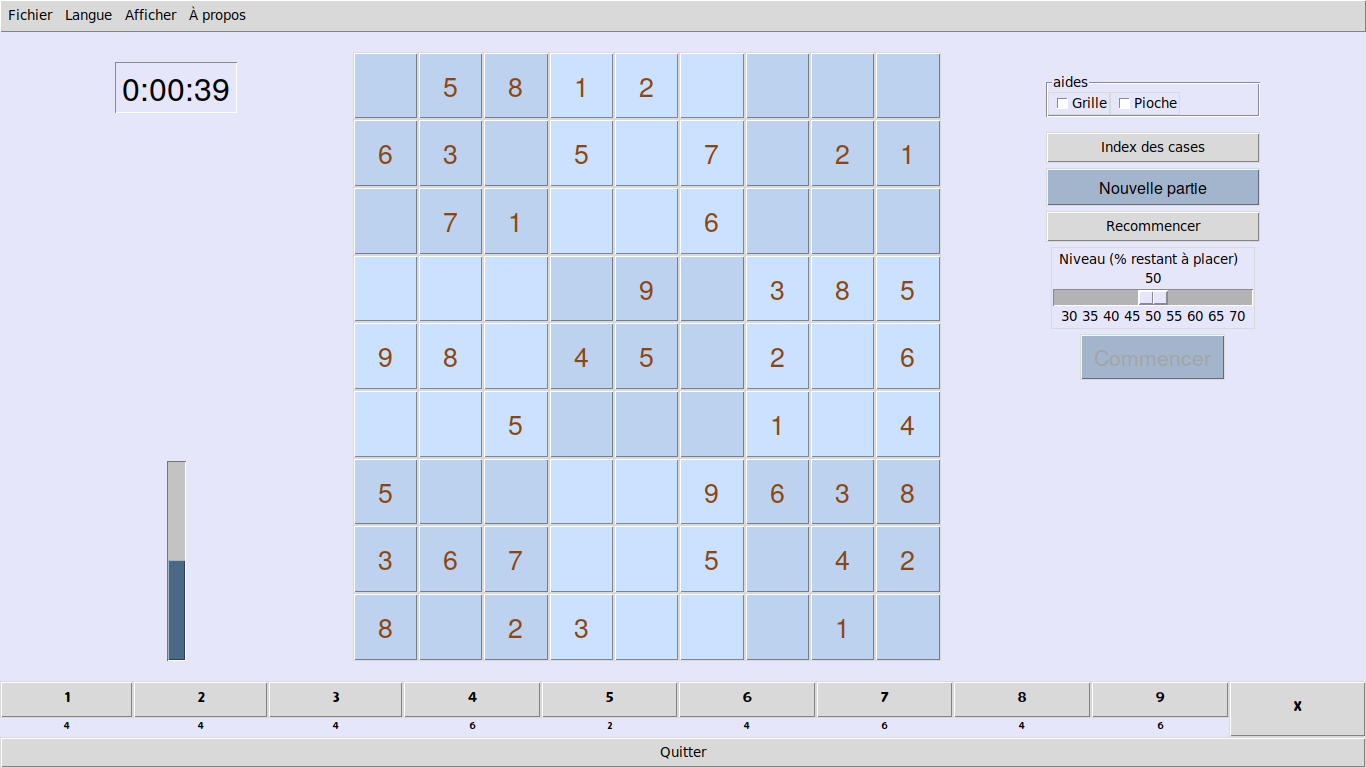 Fichier Langue Afficher À propos
0:00:39
5 8 1 2
6 3 5 7 2 1
7 1 6
9 3 8 5
9 8 4 5 2 6
5 1 4
5 9 6 3 8
3 6 7 5 4 2
8 2 3 1
aides
Grille Pioche
Index des cases
Nouvelle partie
Recommencer
Niveau (% restant à placer)
50
30 35 40 45 50 55 60 65 70
Commencer
1 2 3 4 5 6 7 8 9 x
4 4 4 6 2 4 6 4 6
Quitter